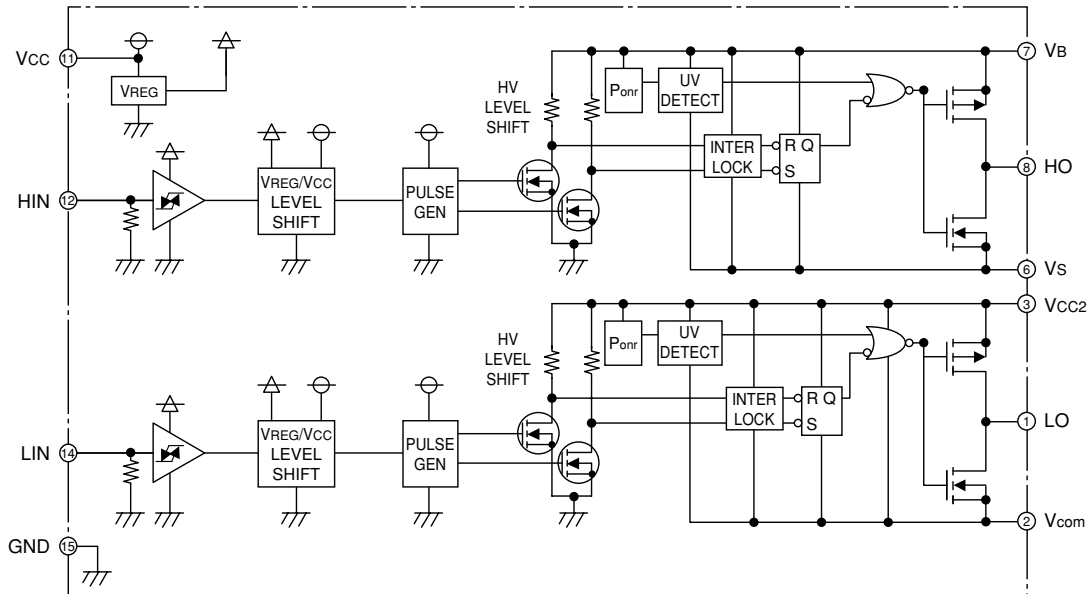 VCC
11
VREG
HIN
12
VREG/VCC
LEVEL
SHIFT
PULSE
GEN
HV
LEVEL
SHIFT
Ponr
UV
DETECT
INTER
LOCK
R Q
S
7
VB
8
HO
6
VS
LIN
14
VREG/VCC
LEVEL
SHIFT
PULSE
GEN
HV
LEVEL
SHIFT
Ponr
UV
DETECT
INTER
LOCK
R Q
S
3
VCC2
1
LO
2
Vcom
GND
15